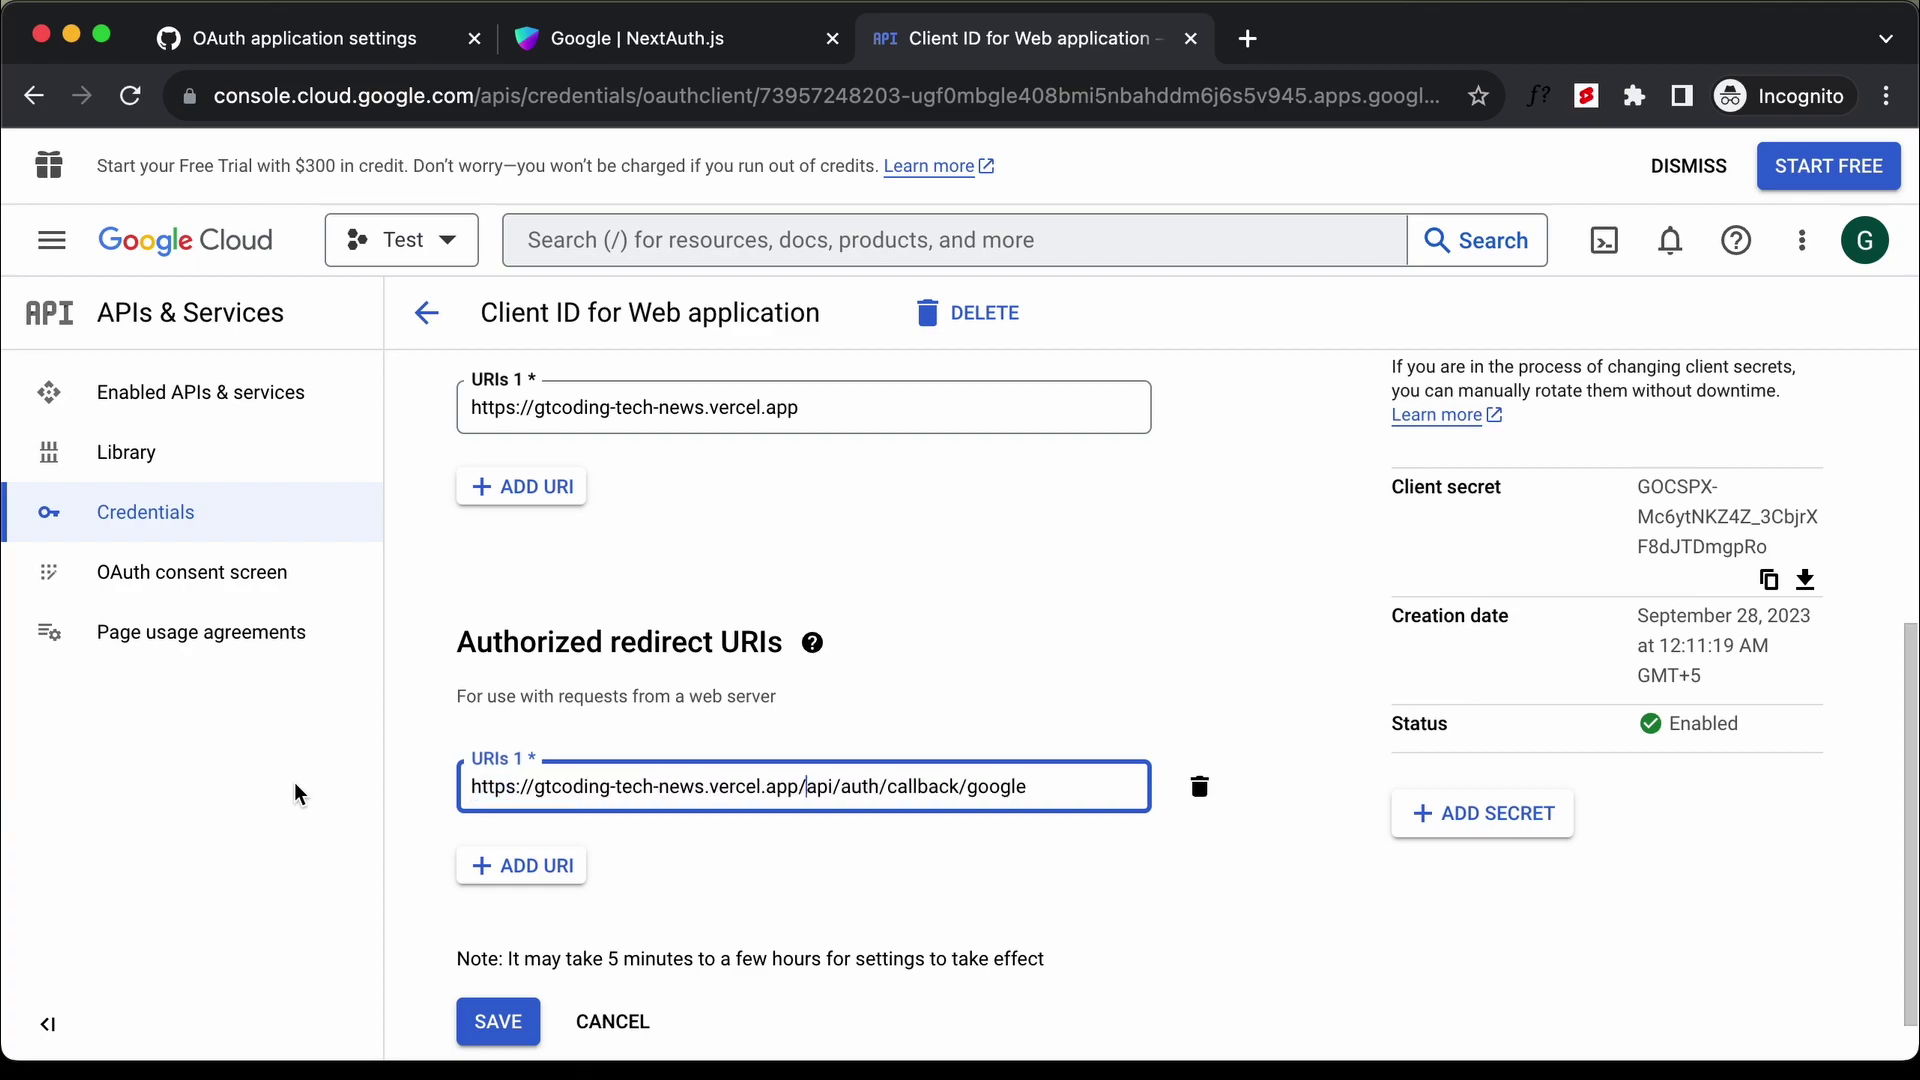 OAuth application settings
Google | NextAuth.js
API Client ID for Web application -
console.cloud.google.com/apis/credentials/oauthclient/73957248203-ugf0mbgle408bmi5nbahddm6j6s5v945.apps.googl...
f?
Incognito
Start your Free Trial with $300 in credit. Don't worry—you won't be charged if you run out of credits. Learn more
DISMISS
START FREE
Google Cloud
Test
Search (/) for resources, docs, products, and more
Search
G
API APIs & Services
Client ID for Web application
DELETE
Enabled APIs & services
Library
Credentials
OAuth consent screen
Page usage agreements
URIs 1 *
https://gtcoding-tech-news.vercel.app
+ ADD URI
Authorized redirect URIs
For use with requests from a web server
URIs 1 *
https://gtcoding-tech-news.vercel.app/api/auth/callback/google
+ ADD URI
Note: It may take 5 minutes to a few hours for settings to take effect
SAVE
CANCEL
If you are in the process of changing client secrets,
you can manually rotate them without downtime.
Learn more
Client secret
GOCSPX-
Mc6ytNKZ4Z_3CbjrX
F8dJTDmgpRo
Creation date
September 28, 2023
at 12:11:19 AM
GMT+5
Status
Enabled
+ ADD SECRET